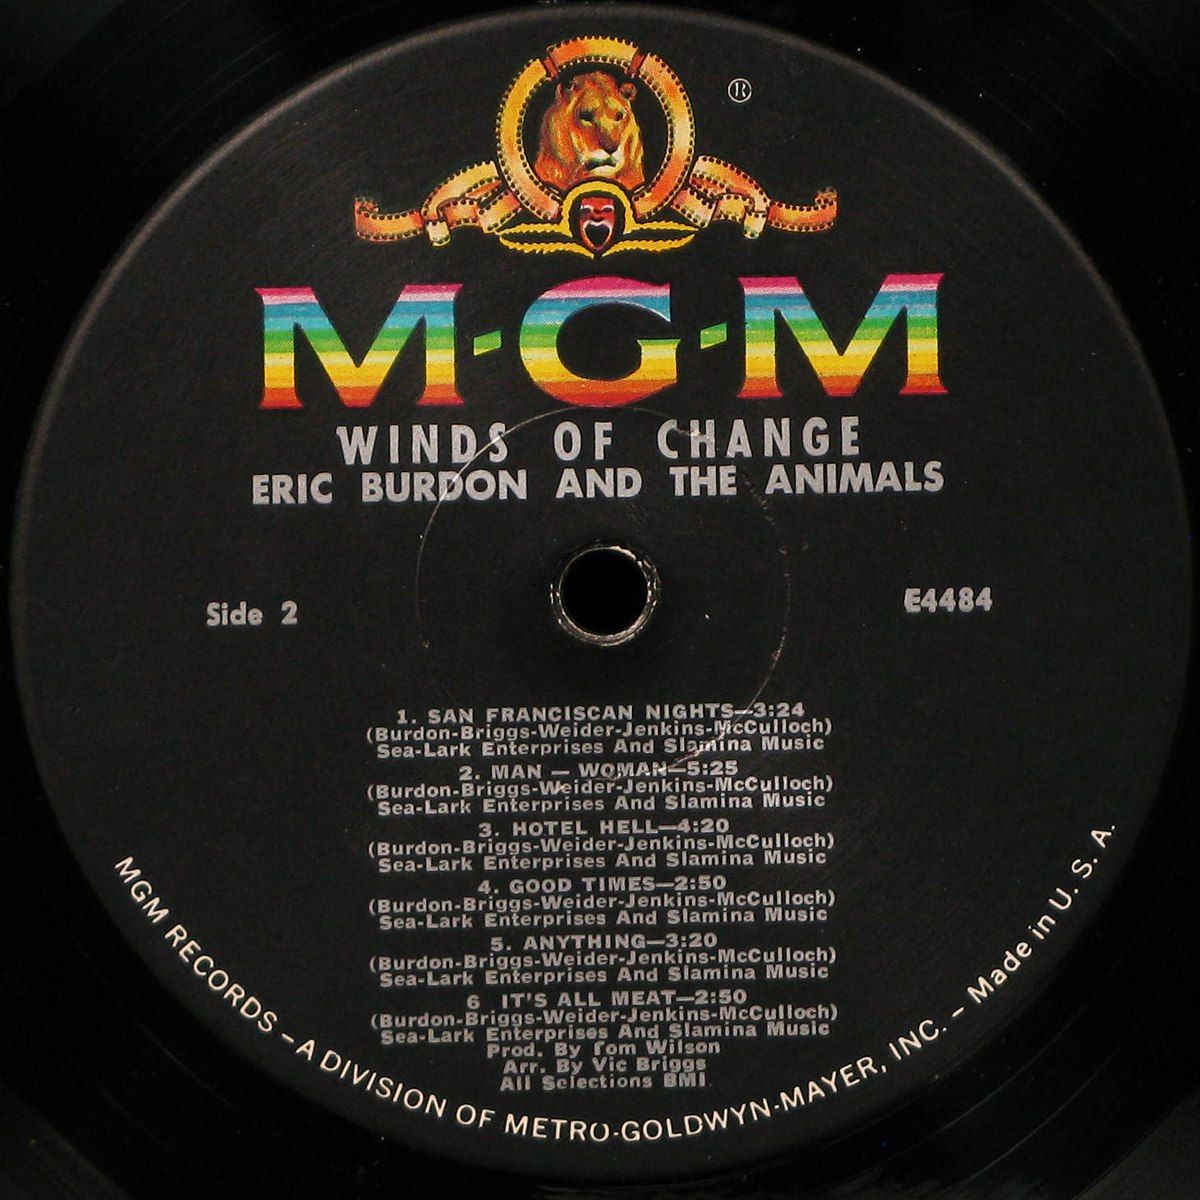 ®
M-G-M
WINDS OF CHANGE
ERIC BURDON AND THE ANIMALS
Side 2
E4484
1. SAN FRANCISCAN NIGHTS—3:24
(Burdon-Briggs-Weider-Jenkins-McCulloch)
Sea-Lark Enterprises And Slamina Music
2. MAN — WOMAN—5:25
(Burdon-Briggs-Weider-Jenkins-McCulloch)
Sea-Lark Enterprises And Slamina Music
3. HOTEL HELL—4:20
(Burdon-Briggs-Weider-Jenkins-McCulloch)
Sea-Lark Enterprises And Slamina Music
4. GOOD TIMES—2:50
(Burdon-Briggs-Weider-Jenkins-McCulloch)
Sea-Lark Enterprises And Slamina Music
5. ANYTHING—3:20
(Burdon-Briggs-Weider-Jenkins-McCulloch)
Sea-Lark Enterprises And Slamina Music
6 IT'S ALL MEAT—2:50
(Burdon-Briggs-Weider-Jenkins-McCulloch)
Sea-Lark Enterprises And Slamina Music
Prod. By Tom Wilson
Arr. By Vic Briggs
All Selections BMI
MGM RECORDS – A DIVISION OF METRO-GOLDWYN-MAYER, INC. – Made in U. S. A.